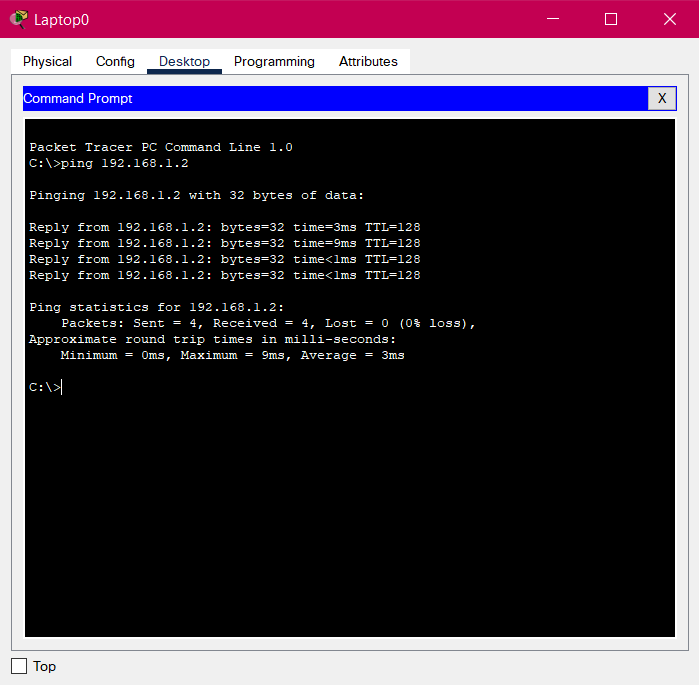 Laptop0
Physical Config Desktop Programming Attributes
Command Prompt X
Packet Tracer PC Command Line 1.0
C:\>ping 192.168.1.2
Pinging 192.168.1.2 with 32 bytes of data:
Reply from 192.168.1.2: bytes=32 time=3ms TTL=128
Reply from 192.168.1.2: bytes=32 time=9ms TTL=128
Reply from 192.168.1.2: bytes=32 time<1ms TTL=128
Reply from 192.168.1.2: bytes=32 time<1ms TTL=128
Ping statistics for 192.168.1.2:
    Packets: Sent = 4, Received = 4, Lost = 0 (0% loss),
Approximate round trip times in milli-seconds:
    Minimum = 0ms, Maximum = 9ms, Average = 3ms
C:\>
Top